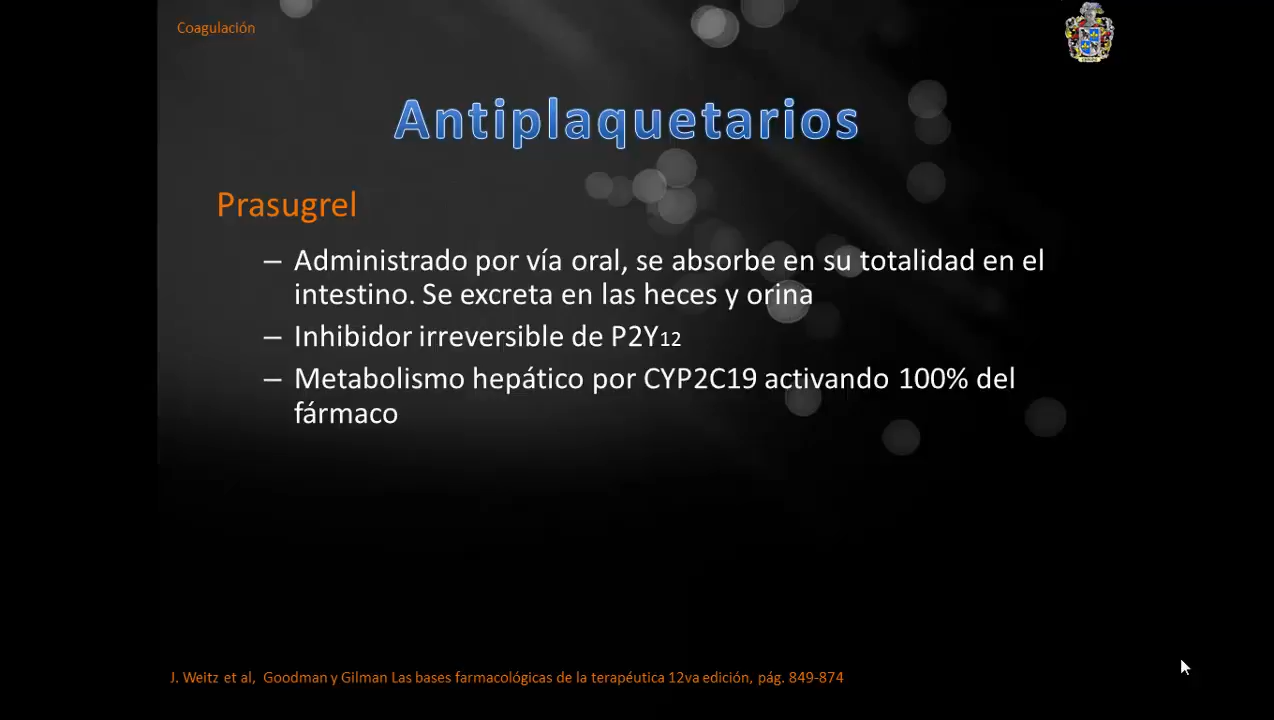 Coagulación
Antiplaquetarios
Prasugrel
– Administrado por vía oral, se absorbe en su totalidad en el
intestino. Se excreta en las heces y orina
– Inhibidor irreversible de P2Y12
– Metabolismo hepático por CYP2C19 activando 100% del
fármaco
J. Weitz et al, Goodman y Gilman Las bases farmacológicas de la terapéutica 12va edición, pág. 849-874